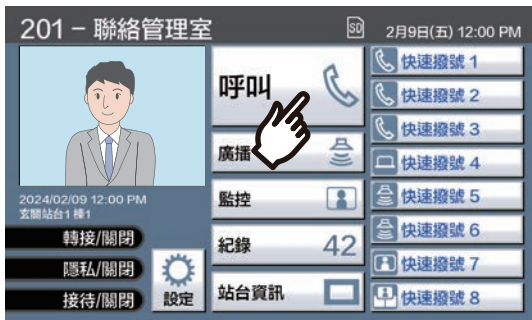 201 – 聯絡管理室
SD
2月9日(五) 12:00 PM
2024/02/09 12:00 PM
玄關站台1 棟1
轉接/關閉
隱私/關閉
接待/關閉
設定
呼叫
廣播
監控
紀錄 42
站台資訊
快速撥號 1
快速撥號 2
快速撥號 3
快速撥號 4
快速撥號 5
快速撥號 6
快速撥號 7
快速撥號 8